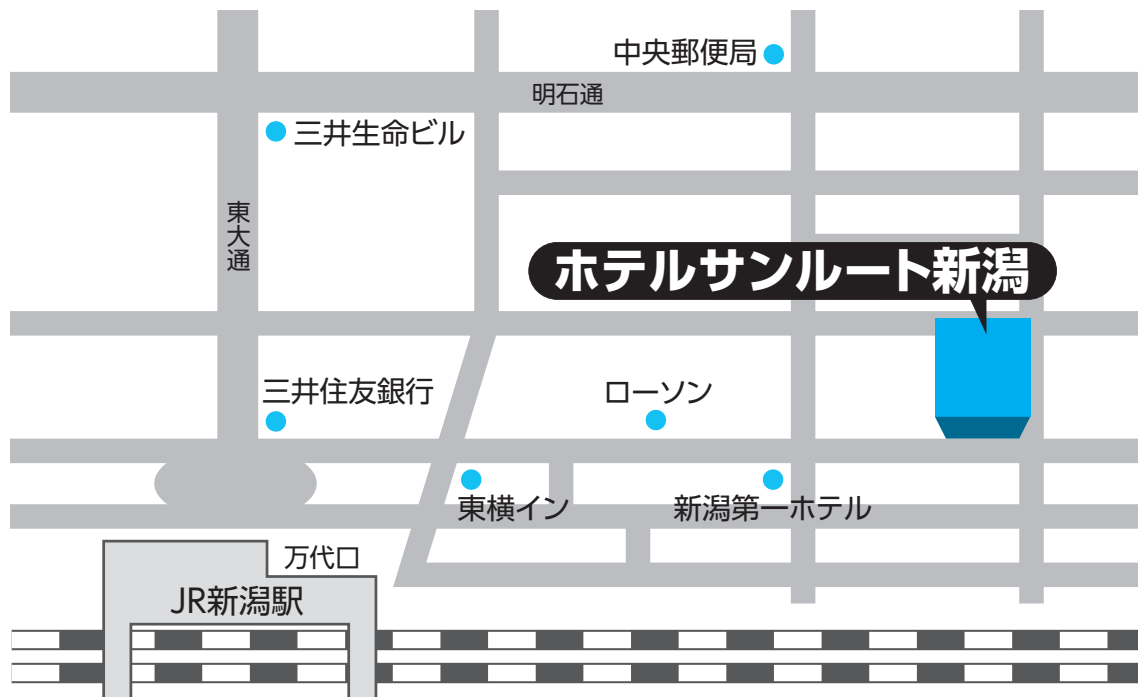 中央郵便局
明石通
三井生命ビル
東大通
ホテルサンルート新潟
三井住友銀行
ローソン
東横イン
新潟第一ホテル
万代口
JR新潟駅